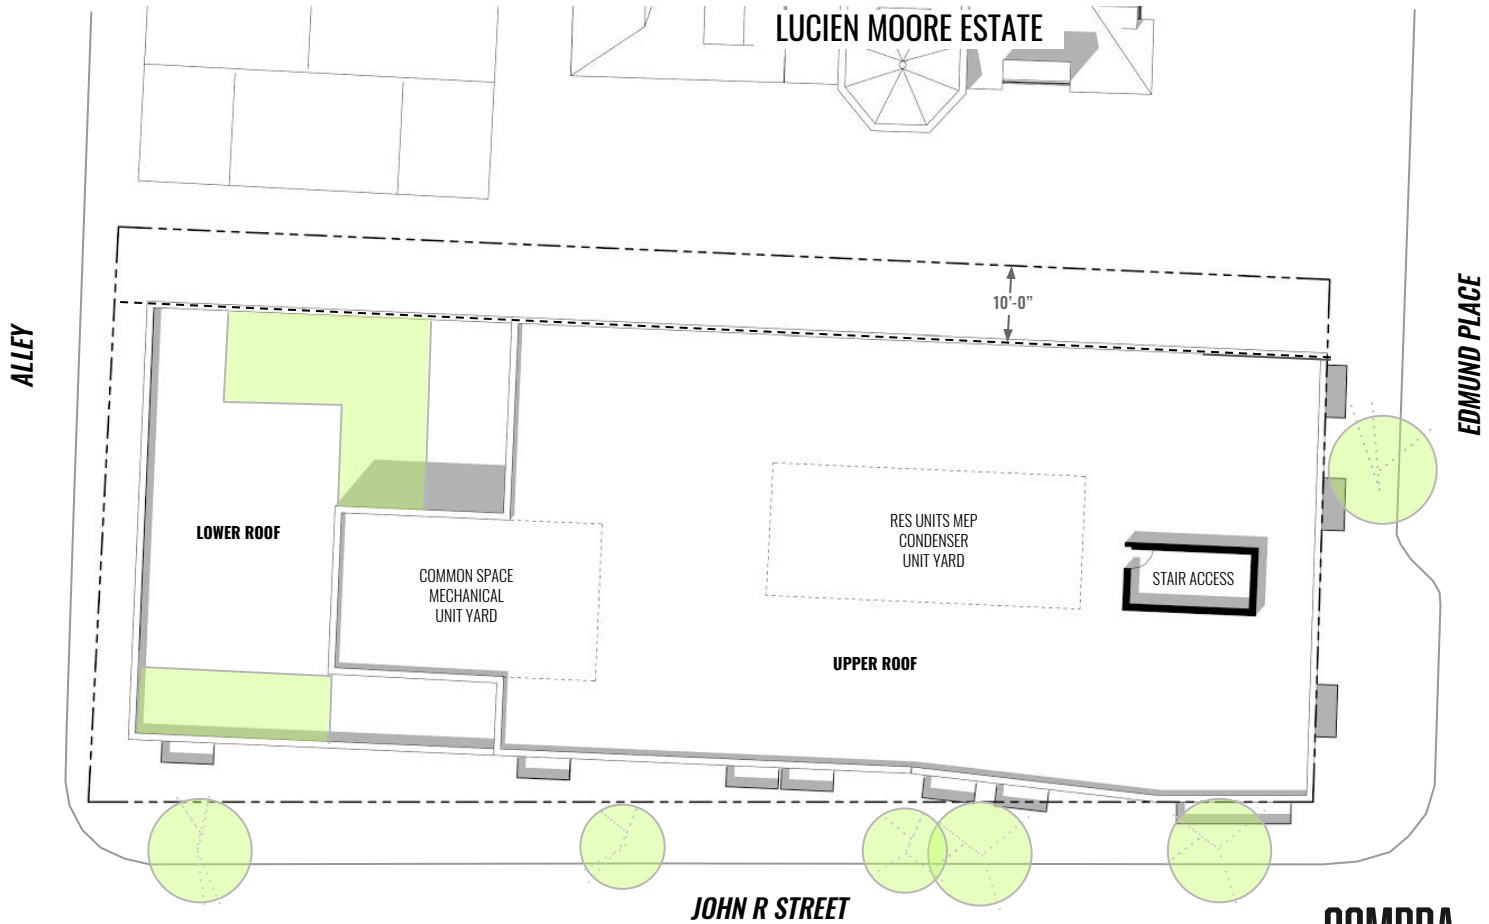 LUCIEN MOORE ESTATE
ALLEY
EDMUND PLACE
10'-0"
LOWER ROOF
COMMON SPACE
MECHANICAL
UNIT YARD
RES UNITS MEP
CONDENSER
UNIT YARD
STAIR ACCESS
UPPER ROOF
JOHN R STREET